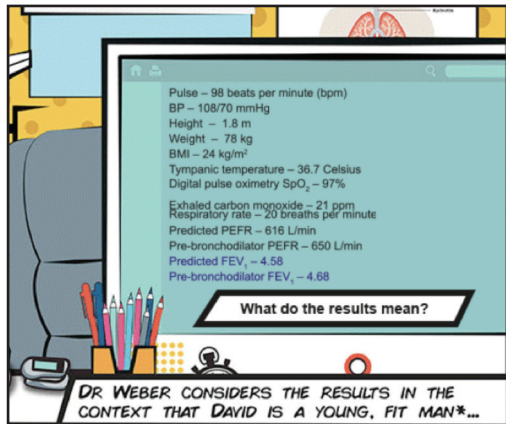 Pulse – 98 beats per minute (bpm)
BP – 108/70 mmHg
Height – 1.8 m
Weight – 78 kg
BMI – 24 kg/m²
Tympanic temperature – 36.7 Celsius
Digital pulse oximetry SpO₂ – 97%
Exhaled carbon monoxide – 21 ppm
Respiratory rate – 20 breaths per minute
Predicted PEFR – 616 L/min
Pre-bronchodilator PEFR – 650 L/min
Predicted FEV₁ – 4.58
Pre-bronchodilator FEV₁ – 4.68
What do the results mean?
DR WEBER CONSIDERS THE RESULTS IN THE
CONTEXT THAT DAVID IS A YOUNG, FIT MAN*...